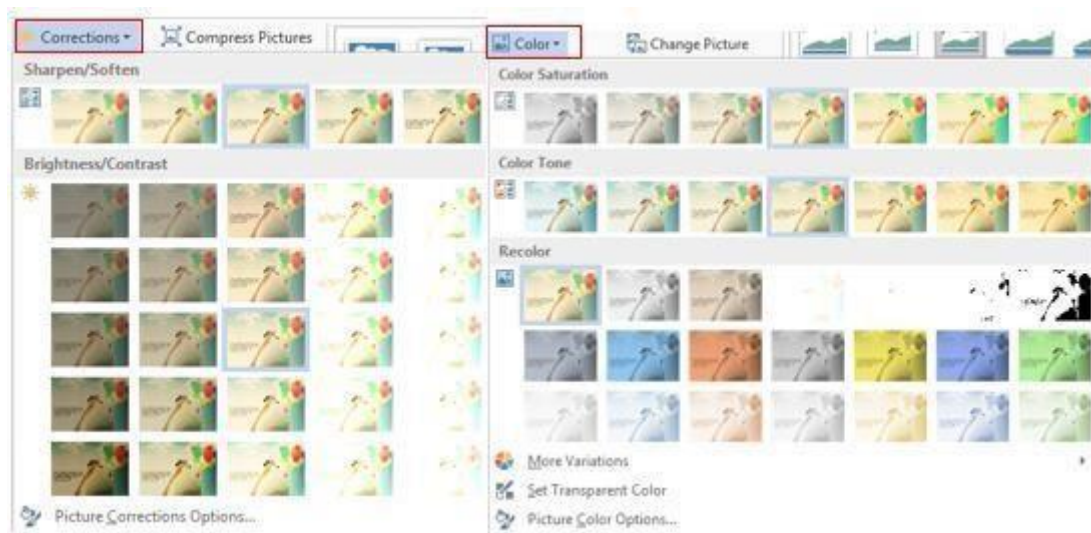 Corrections
Compress Pictures
Sharpen/Soften
Brightness/Contrast
Picture Corrections Options...
Color
Change Picture
Color Saturation
Color Tone
Recolor
More Variations
Set Transparent Color
Picture Color Options...